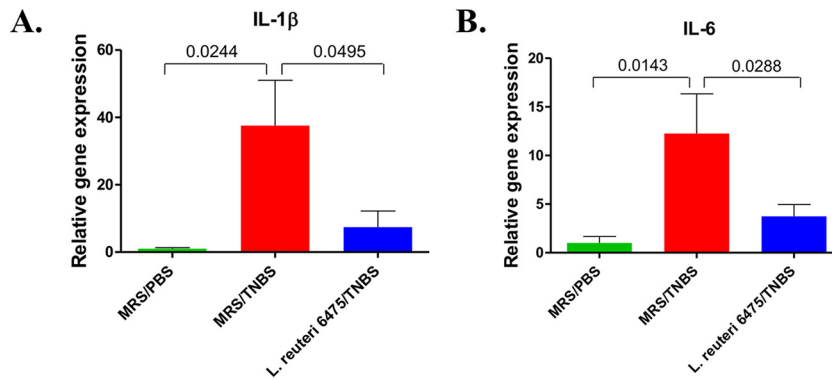 A.
IL-1β
Relative gene expression
60
40
20
0
0.0244
0.0495
MRS/PBS
MRS/TNBS
L. reuteri 6475/TNBS
B.
IL-6
Relative gene expression
20
15
10
5
0
0.0143
0.0288
MRS/PBS
MRS/TNBS
L. reuteri 6475/TNBS